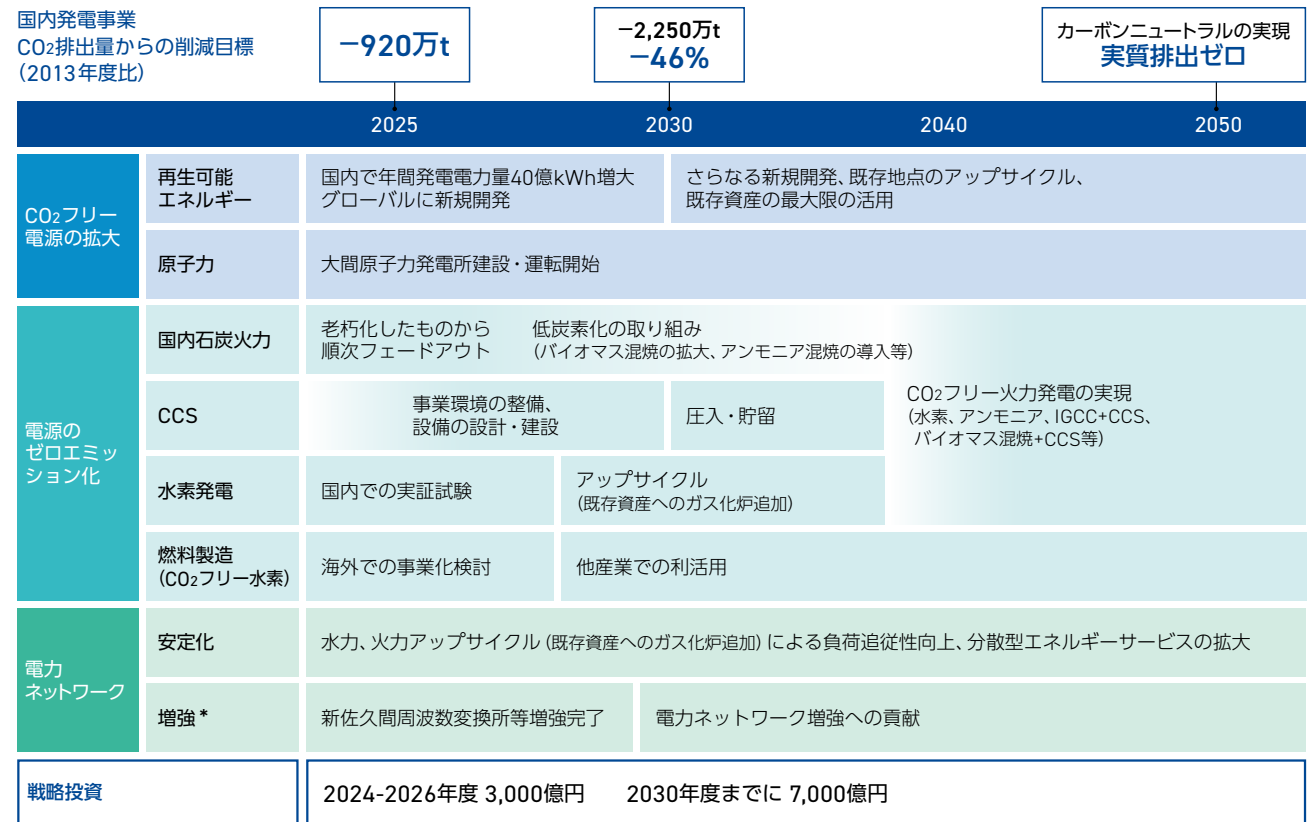 国内発電事業
CO2排出量からの削減目標
（2013年度比）
－920万t
－2,250万t
－46%
カーボンニュートラルの実現
実質排出ゼロ
2025
2030
2040
2050
CO2フリー
電源の拡大
再生可能
エネルギー
国内で年間発電電力量40億kWh増大
グローバルに新規開発
さらなる新規開発、既存地点のアップサイクル、
既存資産の最大限の活用
原子力
大間原子力発電所建設・運転開始
電源の
ゼロエミッ
ション化
国内石炭火力
老朽化したものから
順次フェードアウト
低炭素化の取り組み
（バイオマス混焼の拡大、アンモニア混焼の導入等）
CCS
事業環境の整備、
設備の設計・建設
圧入・貯留
CO2フリー火力発電の実現
（水素、アンモニア、IGCC+CCS、
バイオマス混焼+CCS等）
水素発電
国内での実証試験
アップサイクル
（既存資産へのガス化炉追加）
燃料製造
（CO2フリー水素）
海外での事業化検討
他産業での利活用
電力
ネットワーク
安定化
水力、火力アップサイクル（既存資産へのガス化炉追加）による負荷追従性向上、分散型エネルギーサービスの拡大
増強*
新佐久間周波数変換所等増強完了
電力ネットワーク増強への貢献
戦略投資
2024-2026年度 3,000億円
2030年度までに 7,000億円